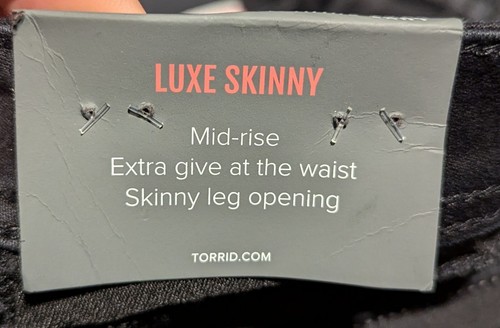 LUXE SKINNY
Mid-rise
Extra give at the waist
Skinny leg opening
TORRID.COM